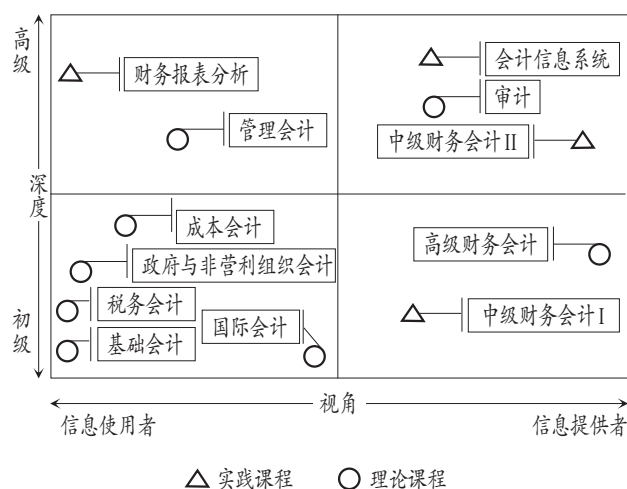 高级
财务报表分析
会计信息系统
审计
管理会计
中级财务会计Ⅱ
深度
成本会计
高级财务会计
政府与非营利组织会计
税务会计
初级
国际会计
中级财务会计Ⅰ
基础会计
视角
信息使用者
信息提供者
实践课程
理论课程